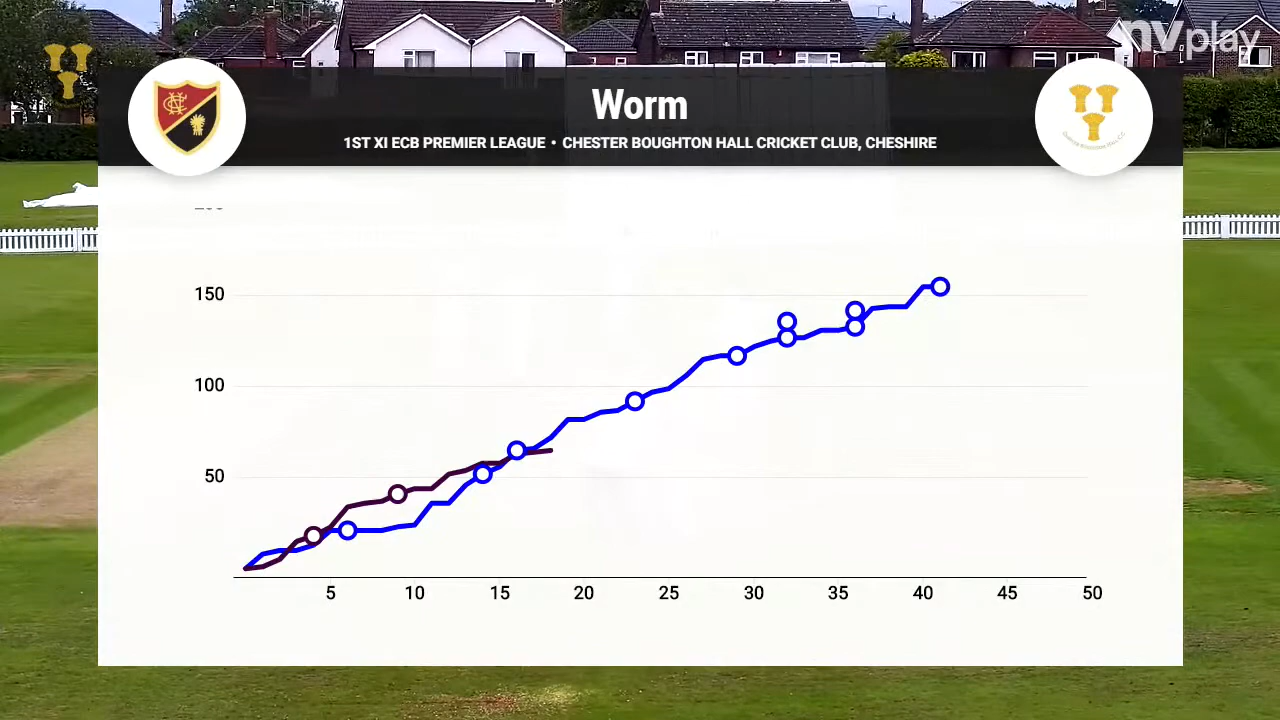 nvplay
Worm
1ST XI ECB PREMIER LEAGUE • CHESTER BOUGHTON HALL CRICKET CLUB, CHESHIRE
150
100
50
5 10 15 20 25 30 35 40 45 50